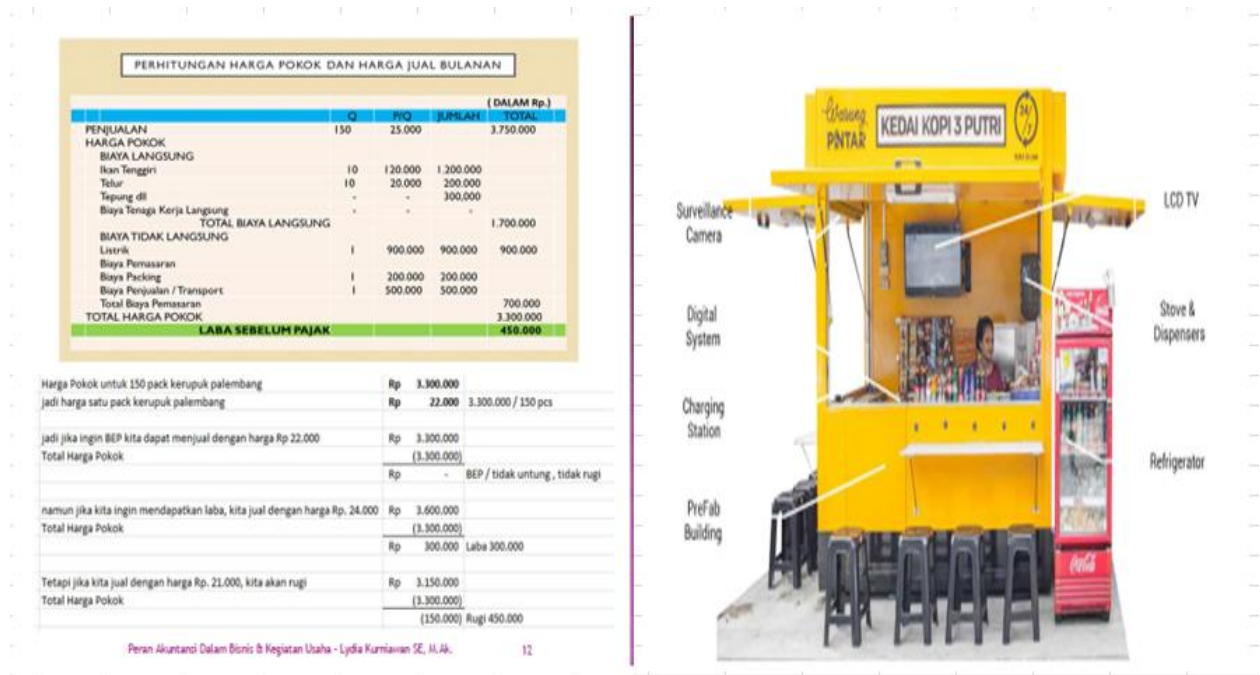 PERHITUNGAN HARGA POKOK DAN HARGA JUAL BULANAN
( DALAM Rp.)
Q P/Q JUMLAH TOTAL
PENJUALAN 150 25.000 3.750.000
HARGA POKOK
BIAYA LANGSUNG
Ikan Tenggiri 10 120.000 1.200.000
Telur 10 20.000 200.000
Tepung dll - - 300,000
Biaya Tenaga Kerja Langsung - - -
TOTAL BIAYA LANGSUNG 1.700.000
BIAYA TIDAK LANGSUNG
Listrik 1 900.000 900.000 900.000
Biaya Pemasaran
Biaya Packing 1 200.000 200.000
Biaya Penjualan / Transport 1 500.000 500.000
Total Biaya Pemasaran 700.000
TOTAL HARGA POKOK 3.300.000
LABA SEBELUM PAJAK 450.000
Harga Pokok untuk 150 pack kerupuk palembang Rp 3.300.000
jadi harga satu pack kerupuk palembang Rp 22.000 3.300.000 / 150 pcs
jadi jika ingin BEP kita dapat menjual dengan harga Rp 22.000 Rp 3.300.000
Total Harga Pokok (3.300.000)
Rp - BEP / tidak untung , tidak rugi
namun jika kita ingin mendapatkan laba, kita jual dengan harga Rp. 24.000 Rp 3.600.000
Total Harga Pokok (3.300.000)
Rp 300.000 Laba 300.000
Tetapi jika kita jual dengan harga Rp. 21.000, kita akan rugi Rp 3.150.000
Total Harga Pokok (3.300.000)
(150.000) Rugi 450.000
Peran Akuntansi Dalam Bisnis & Kegiatan Usaha - Lydia Kurniawan SE, M.Ak. 12
Warung
PINTAR
KEDAI KOPI 3 PUTRI
24/7
Surveillance
Camera
Digital
System
Charging
Station
PreFab
Building
LCD TV
Stove &
Dispensers
Refrigerator
Coca-Cola